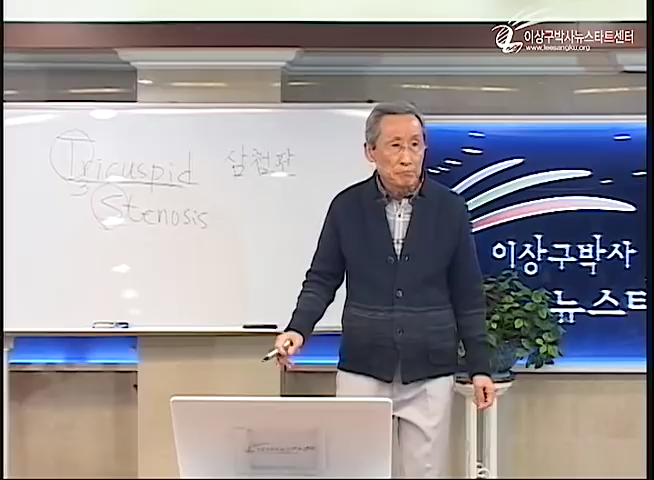 이상구박사뉴스타트센터
www.leesangku.org
Tricuspid 삼첨판
3
Stenosis
이상구박사
뉴스타